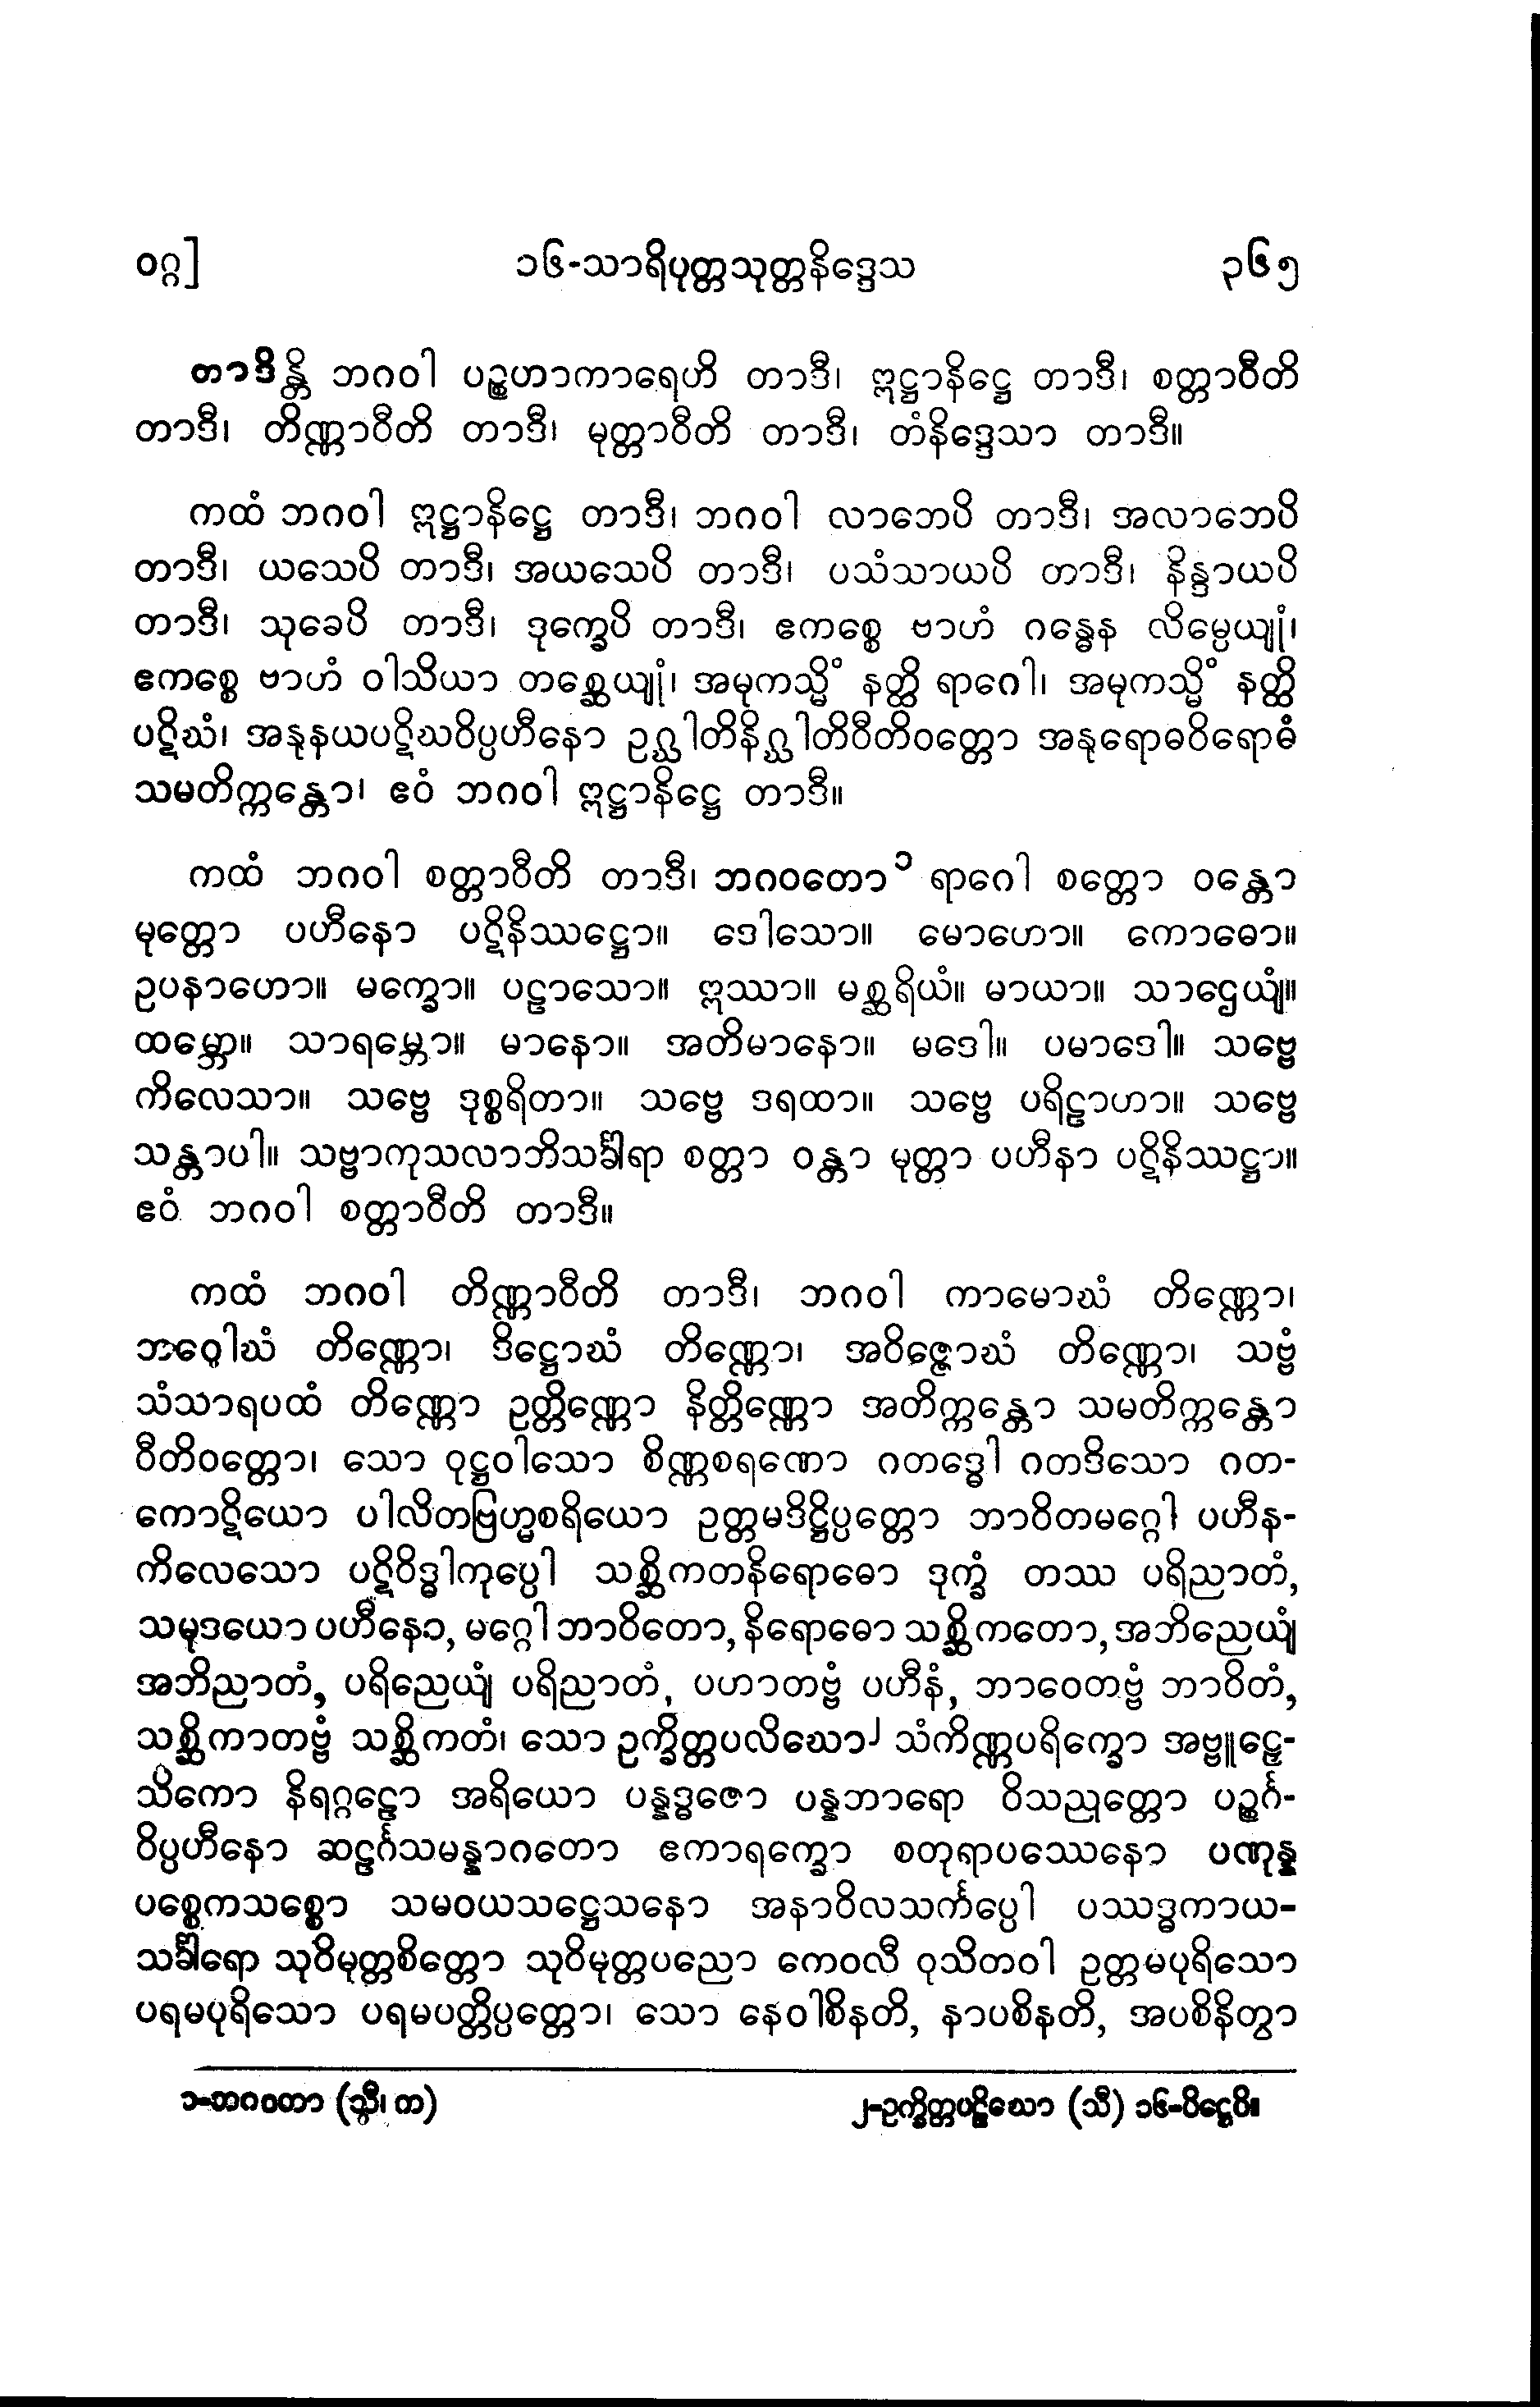 ဝဂ္ဂ] ၁၆-သာရိပုတ္တသုတ္တနိဒ္ဒေသ ၃၆၅
တာဒိန္တိ ဘဂဝါ ပဉ္စဟာကာရေဟိ တာဒီ၊ ဣဋ္ဌာနိဋ္ဌေ တာဒီ၊ စတ္တာဝီတိ
တာဒီ၊ တိဏ္ဏာဝီတိ တာဒီ၊ မုတ္တာဝီတိ တာဒီ၊ တံနိဒ္ဒေသာ တာဒီ။
ကထံ ဘဂဝါ ဣဋ္ဌာနိဋ္ဌေ တာဒီ၊ ဘဂဝါ လာဘေပိ တာဒီ၊ အလာဘေပိ
တာဒီ၊ ယသေပိ တာဒီ၊ အယသေပိ တာဒီ၊ ပသံသာယပိ တာဒီ၊ နိန္ဒာယပိ
တာဒီ၊ သုခေပိ တာဒီ၊ ဒုက္ခေပိ တာဒီ၊ ဧကစ္စေ ဗာဟံ ဂန္ဓေန လိမ္ပေယျုံ၊
ဧကစ္စေ ဗာဟံ ဝါသိယာ တစ္ဆေယျုံ၊ အမုကသ္မိံ နတ္ထိ ရာဂေါ၊ အမုကသ္မိံ နတ္ထိ
ပဋိဃံ၊ အနုနယပဋိဃဝိပ္ပဟီနော ဥဂ္ဃါတိနိဂ္ဃါတိဝီတိဝတ္တော အနုရောဓဝိရောဓံ
သမတိက္ကန္တော၊ ဧဝံ ဘဂဝါ ဣဋ္ဌာနိဋ္ဌေ တာဒီ။
ကထံ ဘဂဝါ စတ္တာဝီတိ တာဒီ၊ ဘဂဝတော၁ ရာဂေါ စတ္တော ဝန္တော
မုတ္တော ပဟီနော ပဋိနိဿဋ္ဌော။ ဒေါသော။ မောဟော။ ကောဓော။
ဥပနာဟော။ မက္ခော။ ပဠာသော။ ဣဿာ။ မစ္ဆရိယံ။ မာယာ။ သာဌေယျံ။
ထမ္ဘော။ သာရမ္ဘော။ မာနော။ အတိမာနော။ မဒေါ။ ပမာဒေါ။ သဗ္ဗေ
ကိလေသာ။ သဗ္ဗေ ဒုစ္စရိတာ။ သဗ္ဗေ ဒရထာ။ သဗ္ဗေ ပရိဠာဟာ။ သဗ္ဗေ
သန္တာပါ။ သဗ္ဗာကုသလာဘိသင်္ခါရာ စတ္တာ ဝန္တာ မုတ္တာ ပဟီနာ ပဋိနိဿဋ္ဌာ။
ဧဝံ ဘဂဝါ စတ္တာဝီတိ တာဒီ။
ကထံ ဘဂဝါ တိဏ္ဏာဝီတိ တာဒီ၊ ဘဂဝါ ကာမောဃံ တိဏ္ဏော၊
ဘဝေါဃံ တိဏ္ဏော၊ ဒိဋ္ဌောဃံ တိဏ္ဏော၊ အဝိဇ္ဇောဃံ တိဏ္ဏော၊ သဗ္ဗံ
သံသာရပထံ တိဏ္ဏော ဥတ္တိဏ္ဏော နိတ္တိဏ္ဏော အတိက္ကန္တော သမတိက္ကန္တော
ဝီတိဝတ္တော၊ သော ဝုဋ္ဌဝါသော စိဏ္ဏစရဏော ဂတဒ္ဓေါ ဂတဒိသော ဂတ-
ကောဋိယော ပါလိတဗြဟ္မစရိယော ဥတ္တမဒိဋ္ဌိပ္ပတ္တော ဘာဝိတမဂ္ဂေါ ပဟီန-
ကိလေသော ပဋိဝိဒ္ဓါကုပ္ပေါ သစ္ဆိကတနိရောဓော ဒုက္ခံ တဿ ပရိညာတံ,
သမုဒယော ပဟီနော, မဂ္ဂေါ ဘာဝိတော, နိရောဓော သစ္ဆိကတော, အဘိညေယျံ
အဘိညာတံ, ပရိညေယျံ ပရိညာတံ, ပဟာတဗ္ဗံ ပဟီနံ, ဘာဝေတဗ္ဗံ ဘာဝိတံ,
သစ္ဆိကာတဗ္ဗံ သစ္ဆိကတံ၊ သော ဥက္ခိတ္တပလိဃော၂ သံကိဏ္ဏပရိက္ခော အဗ္ဗူဠှေ-
သိကော နိရဂ္ဂဠော အရိယော ပန္နဒ္ဓဇော ပန္နဘာရော ဝိသညုတ္တော ပဉ္စင်္ဂ-
ဝိပ္ပဟီနော ဆဠင်္ဂသမန္နာဂတော ဧကာရက္ခော စတုရာပဿေနော ပဏုန္န
ပစ္စေကသစ္စော သမဝယသဋ္ဌေသနော အနာဝိလသင်္ကပ္ပေါ ပဿဒ္ဓကာယ-
သင်္ခါရော သုဝိမုတ္တစိတ္တော သုဝိမုတ္တပညော ကေဝလီ ဝုသိတဝါ ဥတ္တမပုရိသော
ပရမပုရိသော ပရမပတ္တိပ္ပတ္တော၊ သော နေဝါစိနတိ, နာပစိနတိ, အပစိနိတွာ
၁-ဘဂဝတာ (သီ၊ က) ၂-ဥက္ခိတ္တပဋိဃော (သီ) ၁၆-ပိဋ္ဌေပိ။